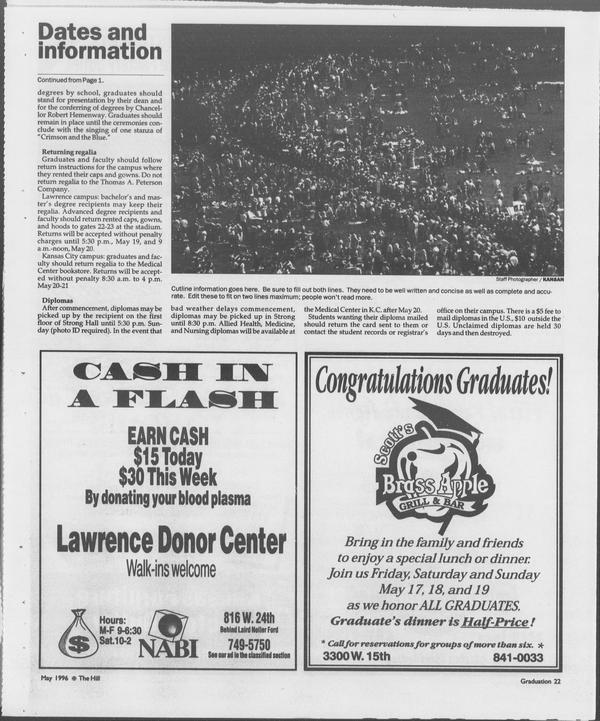 Dates and
information
Continued from Page 1.
degrees by school, graduates should
stand for presentation by their dean and
for the conferring of degrees by Chancel-
lor Robert Hemenway. Graduates should
remain in place until the ceremonies con-
clude with the singing of one stanza of
"Crimson and the Blue."
Returning regalia
Graduates and faculty should follow
return instructions for the campus where
they rented their caps and gowns. Do not
return regalia to the Thomas A. Peterson
Company.
Lawrence campus: bachelor's and mas-
ter's degree recipients may keep their
regalia. Advanced degree recipients and
faculty should return rented caps, gowns,
and hoods to gates 22-23 at the stadium.
Returns will be accepted without penalty
charges until 5:30 p.m., May 19, and 9
a.m.-noon, May 20.
Kansas City campus: graduates and fac-
ulty should return regalia to the Medical
Center bookstore. Returns will be accept-
ed without penalty 8:30 a.m. to 4 p.m.
May 20-21
Diplomas
After commencement, diplomas may be
picked up by the recipient on the first
floor of Strong Hall until 5:30 p.m. Sun-
day (photo ID required). In the event that
Staff Photographer / KANSAN
Cutline information goes here. Be sure to fill out both lines. They need to be well written and concise as well as complete and accu-
rate. Edit these to fit on two lines maximum; people won't read more.
bad weather delays commencement,
diplomas may be picked up in Strong
until 8:30 p.m. Allied Health, Medicine,
and Nursing diplomas will be available at
the Medical Center in K.C. after May 20.
Students wanting their diploma mailed
should return the card sent to them or
contact the student records or registrar's
office on their campus. There is a $5 fee to
mail diplomas in the U.S., $10 outside the
U.S. Unclaimed diplomas are held 30
days and then destroyed.
CASH IN
A FLASH
EARN CASH
$15 Today
$30 This Week
By donating your blood plasma
Lawrence Donor Center
Walk-ins welcome
$
Hours:
M-F 9-6:30
Sat. 10-2
NABI
816 W. 24th
Behind Laird Noller Ford
749-5750
See our ad in the classified section
Congratulations Graduates!
Scott's
Brass Apple
GRILL & BAR
Bring in the family and friends
to enjoy a special lunch or dinner.
Join us Friday, Saturday and Sunday
May 17, 18, and 19
as we honor ALL GRADUATES.
Graduate's dinner is Half-Price!
* Call for reservations for groups of more than six. *
3300 W. 15th 841-0033
May 1996 • The Hill
Graduation 22